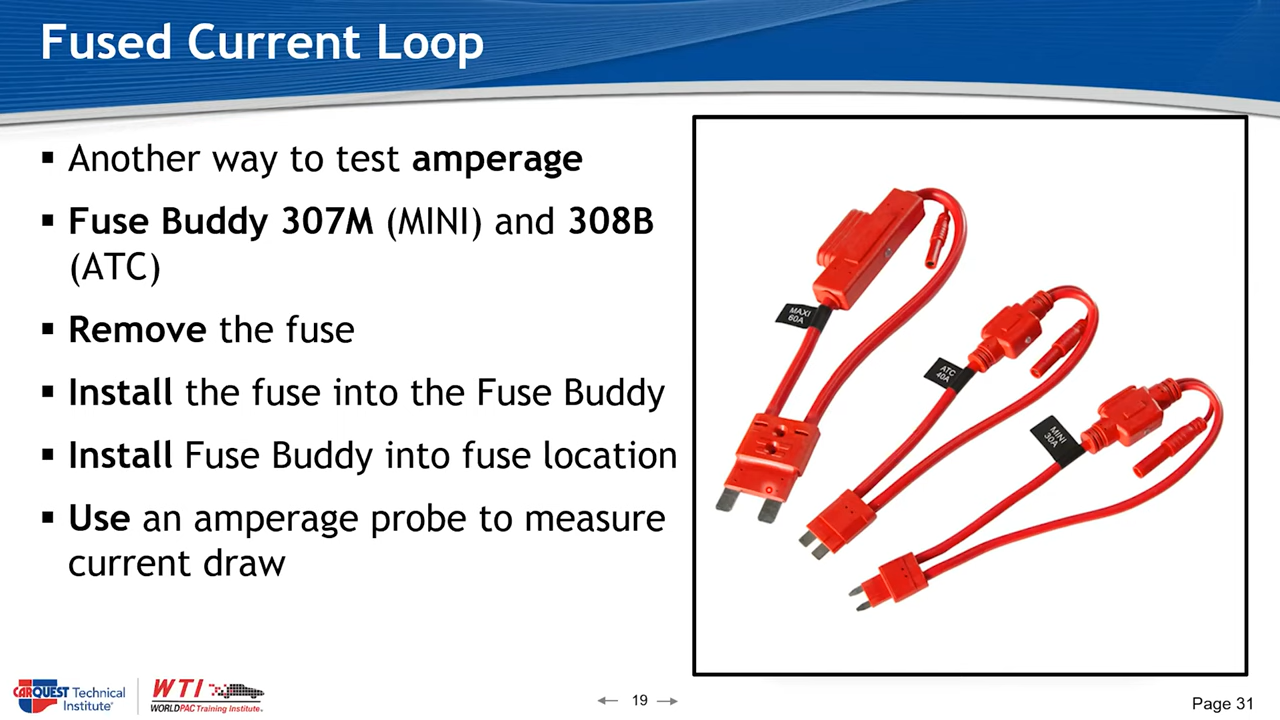 Fused Current Loop
▪ Another way to test amperage
▪ Fuse Buddy 307M (MINI) and 308B
(ATC)
▪ Remove the fuse
▪ Install the fuse into the Fuse Buddy
▪ Install Fuse Buddy into fuse location
▪ Use an amperage probe to measure
current draw
MAXI
60A
ATC
40A
MINI
30A
CARQUEST Technical
Institute
WTI
WORLDPAC Training Institute
19
Page 31